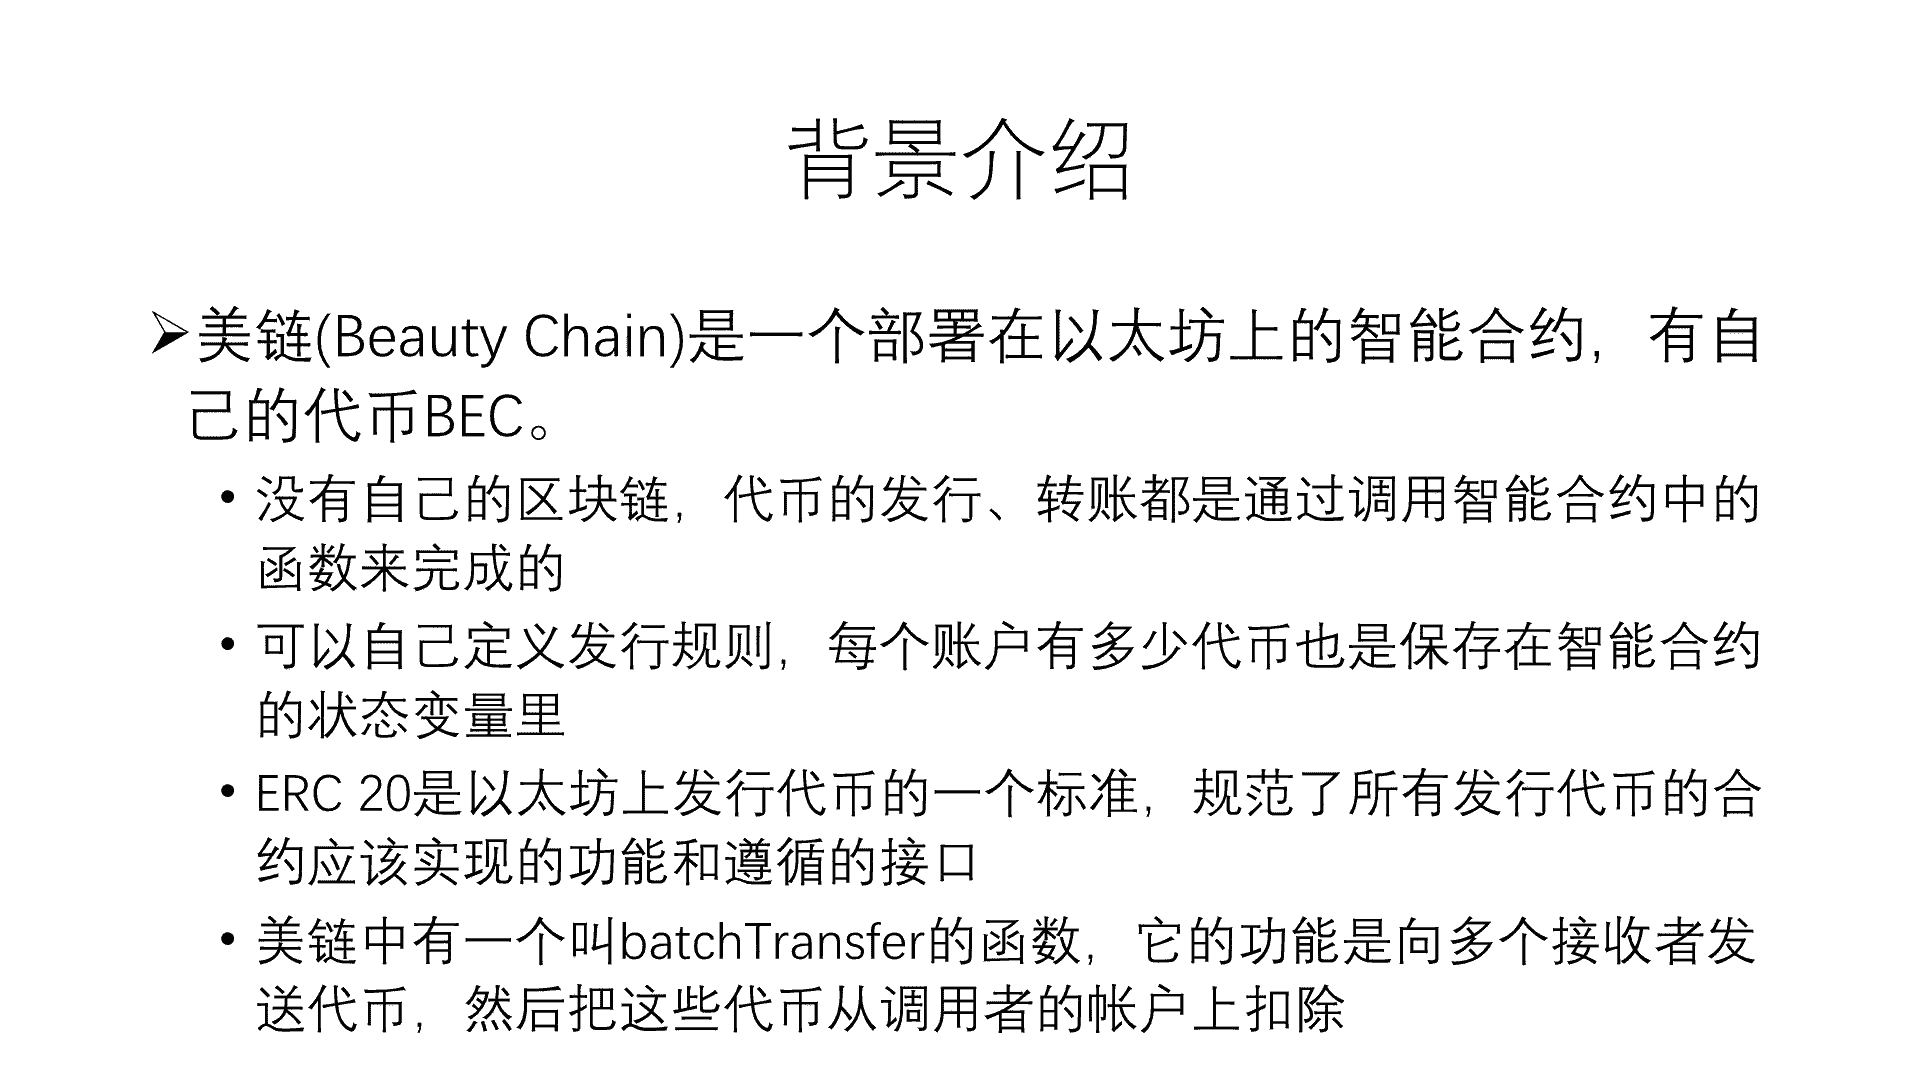 背景介绍
➢美链(Beauty Chain)是一个部署在以太坊上的智能合约，有自
己的代币BEC。
• 没有自己的区块链，代币的发行、转账都是通过调用智能合约中的
函数来完成的
• 可以自己定义发行规则，每个账户有多少代币也是保存在智能合约
的状态变量里
• ERC 20是以太坊上发行代币的一个标准，规范了所有发行代币的合
约应该实现的功能和遵循的接口
• 美链中有一个叫batchTransfer的函数，它的功能是向多个接收者发
送代币，然后把这些代币从调用者的帐户上扣除